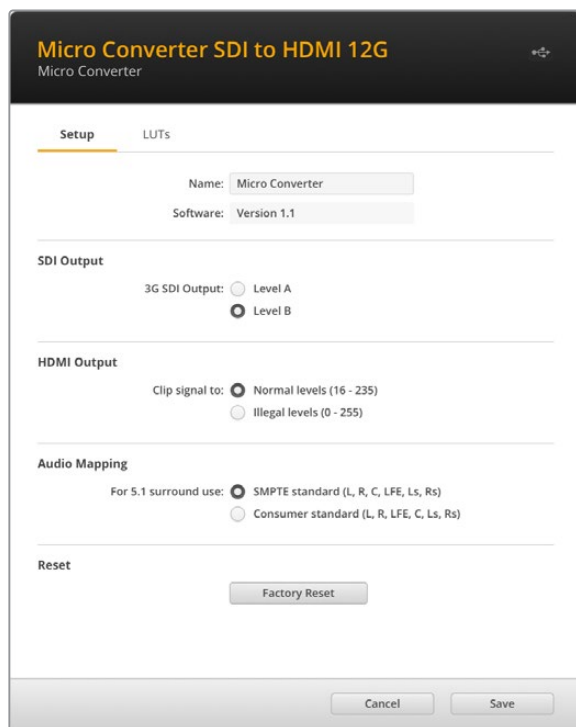 Micro Converter SDI to HDMI 12G
Micro Converter
Setup LUTs
Name: Micro Converter
Software: Version 1.1
SDI Output
3G SDI Output: Level A
Level B
HDMI Output
Clip signal to: Normal levels (16 - 235)
Illegal levels (0 - 255)
Audio Mapping
For 5.1 surround use: SMPTE standard (L, R, C, LFE, Ls, Rs)
Consumer standard (L, R, LFE, C, Ls, Rs)
Reset
Factory Reset
Cancel Save